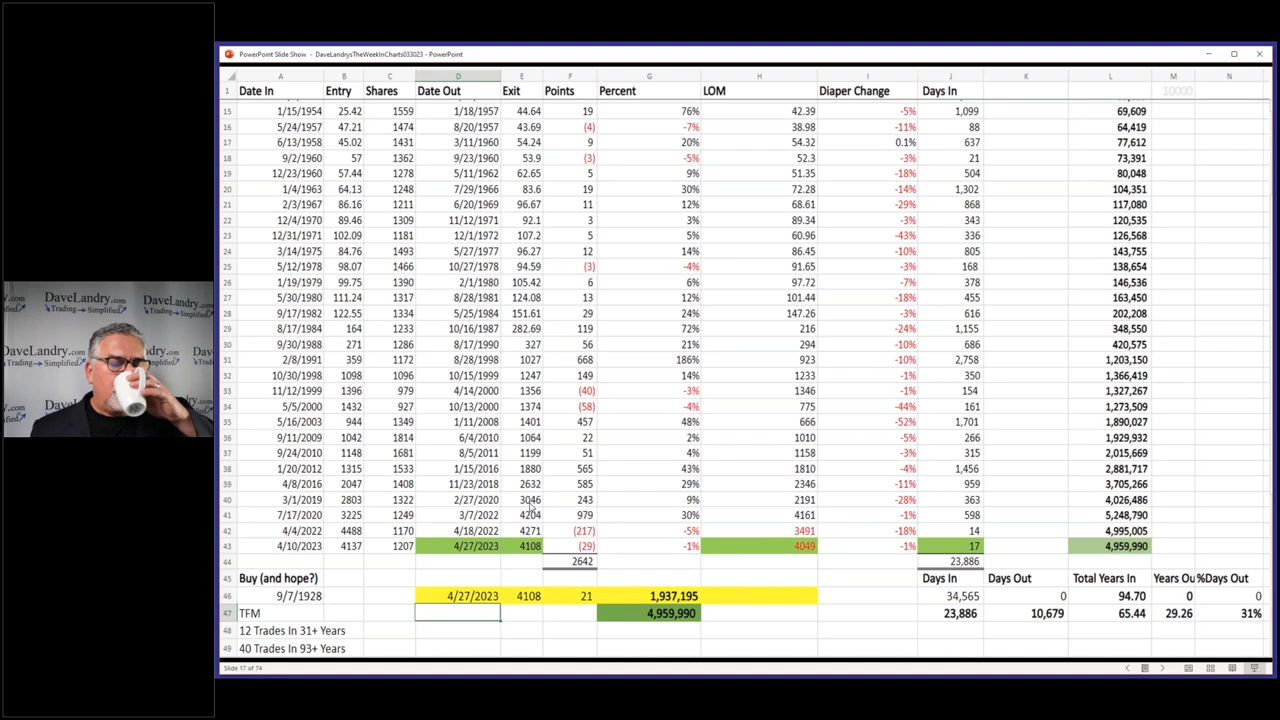 PowerPoint Slide Show - DaveLandrysTheWeekInCharts033023 - PowerPoint
A B C D E F G H I J K L M N
1 Date In Entry Shares Date Out Exit Points Percent LOM Diaper Change Days In 10000
15 1/15/1954 25.42 1559 1/18/1957 44.64 19 76% 42.39 -5% 1,099 69,609
16 5/24/1957 47.21 1474 8/20/1957 43.69 (4) -7% 38.98 -11% 88 64,419
17 6/13/1958 45.02 1431 3/11/1960 54.24 9 20% 54.32 0.1% 637 77,612
18 9/2/1960 57 1362 9/23/1960 53.9 (3) -5% 52.3 -3% 21 73,391
19 12/23/1960 57.44 1278 5/11/1962 62.65 5 9% 51.35 -18% 504 80,048
20 1/4/1963 64.13 1248 7/29/1966 83.6 19 30% 72.28 -14% 1,302 104,351
21 2/3/1967 86.16 1211 6/20/1969 96.67 11 12% 68.61 -29% 868 117,080
22 12/4/1970 89.46 1309 11/12/1971 92.1 3 3% 89.34 -3% 343 120,535
23 12/31/1971 102.09 1181 12/1/1972 107.2 5 5% 60.96 -43% 336 126,568
24 3/14/1975 84.76 1493 5/27/1977 96.27 12 14% 86.45 -10% 805 143,755
25 5/12/1978 98.07 1466 10/27/1978 94.59 (3) -4% 91.65 -3% 168 138,654
26 1/19/1979 99.75 1390 2/1/1980 105.42 6 6% 97.72 -7% 378 146,536
27 5/30/1980 111.24 1317 8/28/1981 124.08 13 12% 101.44 -18% 455 163,450
28 9/17/1982 122.55 1334 5/25/1984 151.61 29 24% 147.26 -3% 616 202,208
29 8/17/1984 164 1233 10/16/1987 282.69 119 72% 216 -24% 1,155 348,550
30 9/30/1988 271 1286 8/17/1990 327 56 21% 294 -10% 686 420,575
31 2/8/1991 359 1172 8/28/1998 1027 668 186% 923 -10% 2,758 1,203,150
32 10/30/1998 1098 1096 10/15/1999 1247 149 14% 1233 -1% 350 1,366,419
33 11/12/1999 1396 979 4/14/2000 1356 (40) -3% 1346 -1% 154 1,327,267
34 5/5/2000 1432 927 10/13/2000 1374 (58) -4% 775 -44% 161 1,273,509
35 5/16/2003 944 1349 1/11/2008 1401 457 48% 666 -52% 1,701 1,890,027
36 9/11/2009 1042 1814 6/4/2010 1064 22 2% 1010 -5% 266 1,929,932
37 9/24/2010 1148 1681 8/5/2011 1199 51 4% 1158 -3% 315 2,015,669
38 1/20/2012 1315 1533 1/15/2016 1880 565 43% 1810 -4% 1,456 2,881,717
39 4/8/2016 2047 1408 11/23/2018 2632 585 29% 2346 -11% 959 3,705,266
40 3/1/2019 2803 1322 2/27/2020 3046 243 9% 2191 -28% 363 4,026,486
41 7/17/2020 3225 1249 3/7/2022 4204 979 30% 4161 -1% 598 5,248,790
42 4/4/2022 4488 1170 4/18/2022 4271 (217) -5% 3491 -18% 14 4,995,005
43 4/10/2023 4137 1207 4/27/2023 4108 (29) -1% 4049 -1% 17 4,959,990
44 2642 23,886
45 Buy (and hope?) Days In Days Out Total Years In Years Ou %Days Out
46 9/7/1928 4/27/2023 4108 21 1,937,195 34,565 0 94.70 0 0
47 TFM 4,959,990 23,886 10,679 65.44 29.26 31%
48 12 Trades In 31+ Years
49 40 Trades In 93+ Years
Slide 17 of 74
DaveLandry.com
Trading Simplified